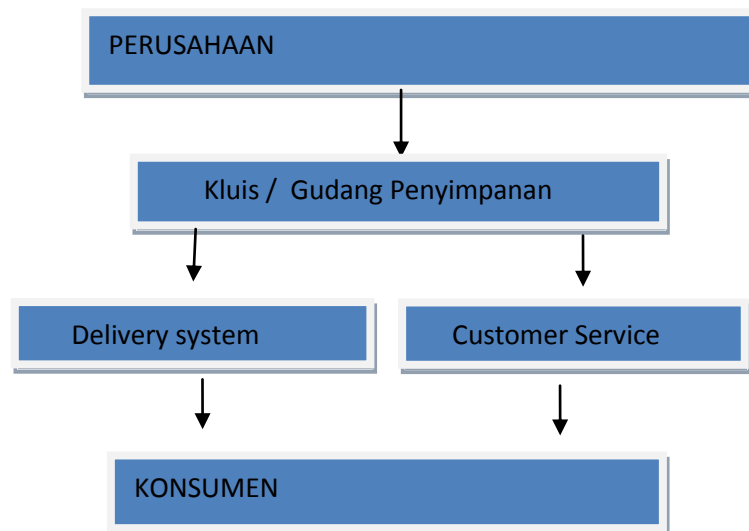 PERUSAHAAN
Kluis / Gudang Penyimpanan
Delivery system
Customer Service
KONSUMEN